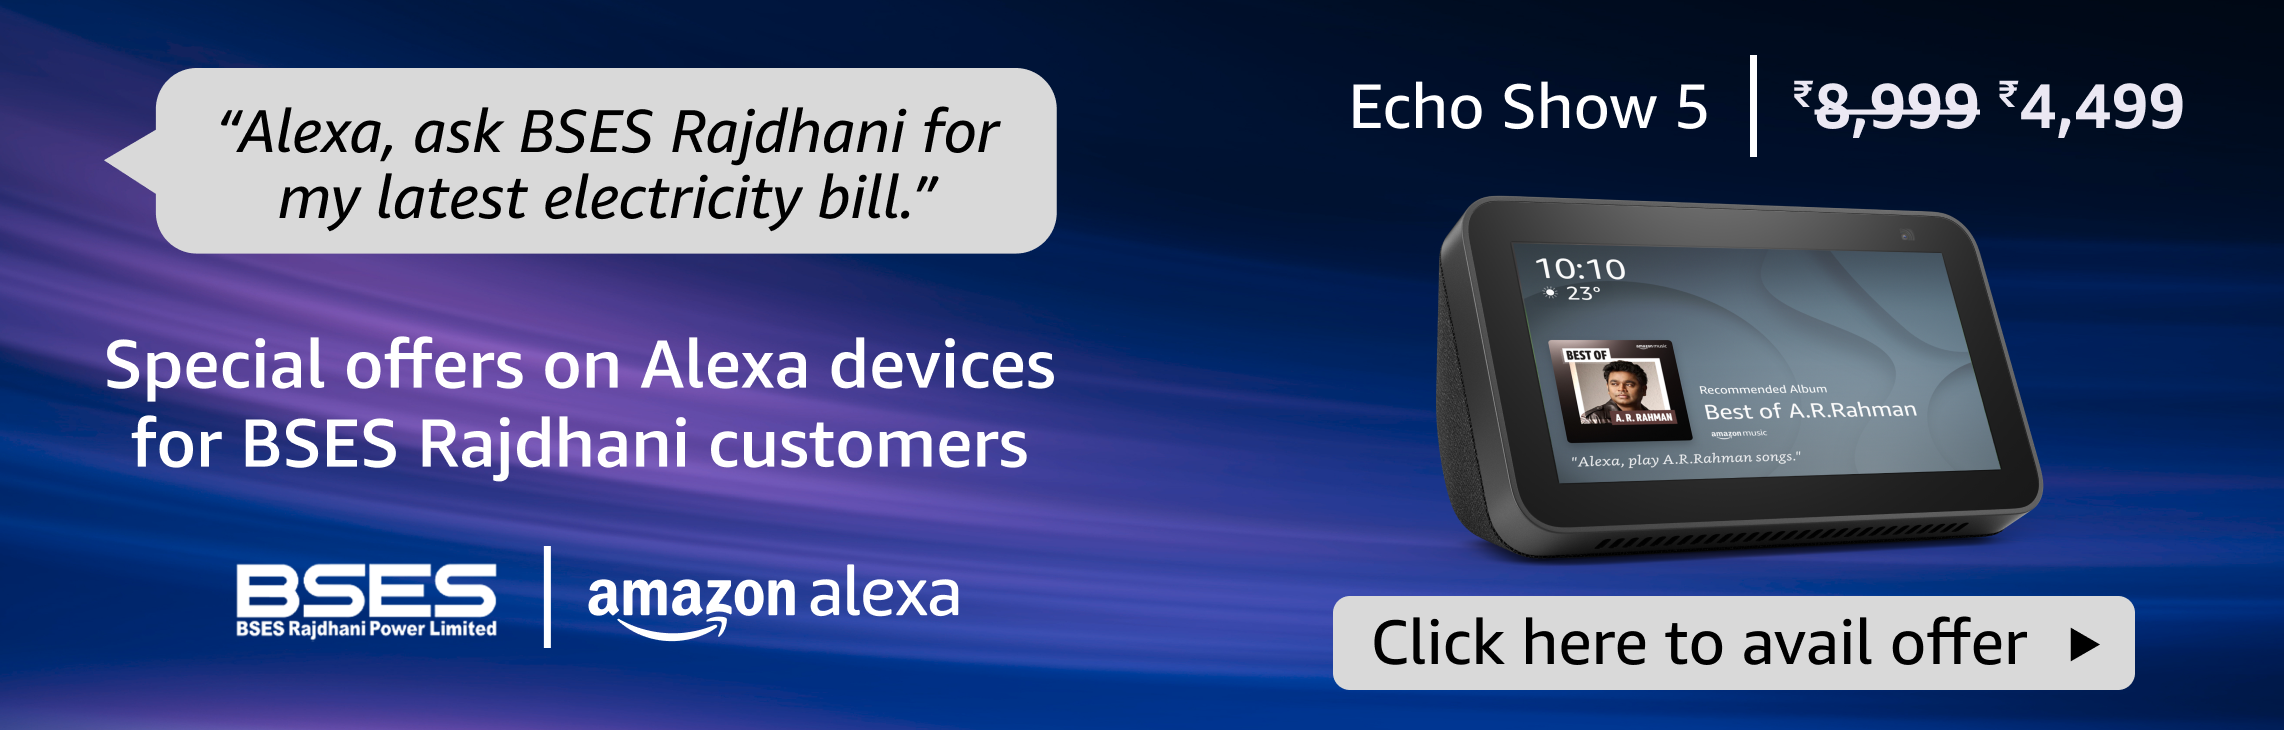 “Alexa, ask BSES Rajdhani for
my latest electricity bill.”
Special offers on Alexa devices
for BSES Rajdhani customers
BSES
BSES Rajdhani Power Limited
amazon alexa
Echo Show 5
₹8,999 ₹4,499
10:10
23°
BEST OF
amazon music
A. R. RAHMAN
Recommended Album
Best of A.R.Rahman
amazon music
"Alexa, play A.R.Rahman songs."
Click here to avail offer